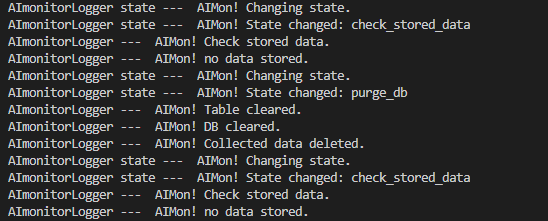 AImonitorLogger state ---  AIMon! Changing state.
AImonitorLogger state ---  AIMon! State changed: check_stored_data
AImonitorLogger ---  AIMon! Check stored data.
AImonitorLogger ---  AIMon! no data stored.
AImonitorLogger state ---  AIMon! Changing state.
AImonitorLogger state ---  AIMon! State changed: purge_db
AImonitorLogger ---  AIMon! Table cleared.
AImonitorLogger ---  AIMon! DB cleared.
AImonitorLogger ---  AIMon! Collected data deleted.
AImonitorLogger state ---  AIMon! Changing state.
AImonitorLogger state ---  AIMon! State changed: check_stored_data
AImonitorLogger ---  AIMon! Check stored data.
AImonitorLogger ---  AIMon! no data stored.